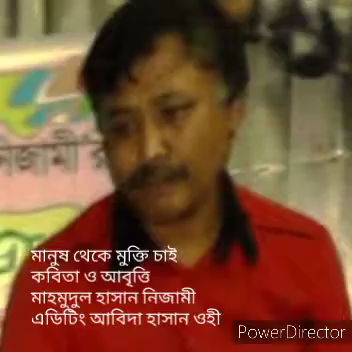 নিজামী
মানুষ থেকে মুক্তি চাই
কবিতা ও আবৃত্তি
মাহমুদুল হাসান নিজামী
এডিটিং আবিদা হাসান ওহী
PowerDirector